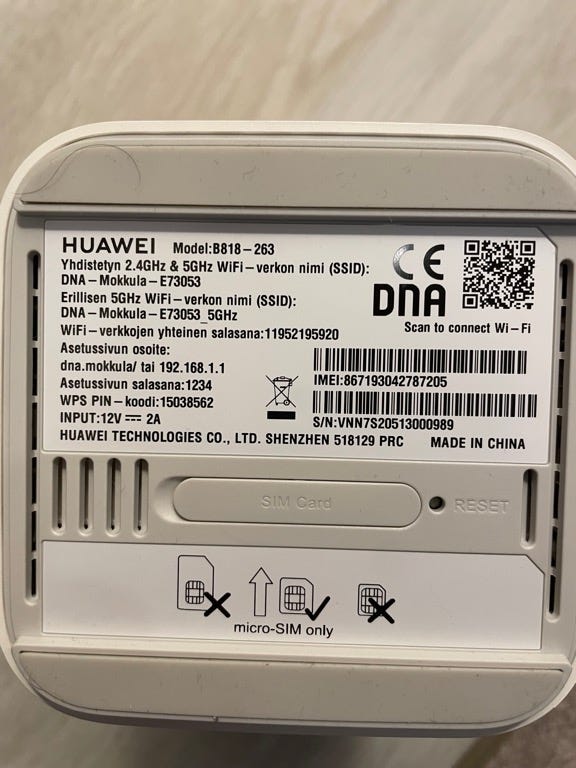 HUAWEI Model:B818-263
Yhdistetyn 2.4GHz & 5GHz WiFi-verkon nimi (SSID):
DNA-Mokkula-E73053
Erillisen 5GHz WiFi-verkon nimi (SSID):
DNA-Mokkula-E73053_5GHz
WiFi-verkkojen yhteinen salasana:11952195920
Asetussivun osoite:
dna.mokkula/ tai 192.168.1.1
Asetussivun salasana:1234
WPS PIN-koodi:15038562
INPUT:12V ⎓ 2A
HUAWEI TECHNOLOGIES CO., LTD. SHENZHEN 518129 PRC
CE
DNA
Scan to connect Wi-Fi
IMEI:867193042787205
S/N:VNN7S20513000989
MADE IN CHINA
SIM Card
RESET
micro-SIM only